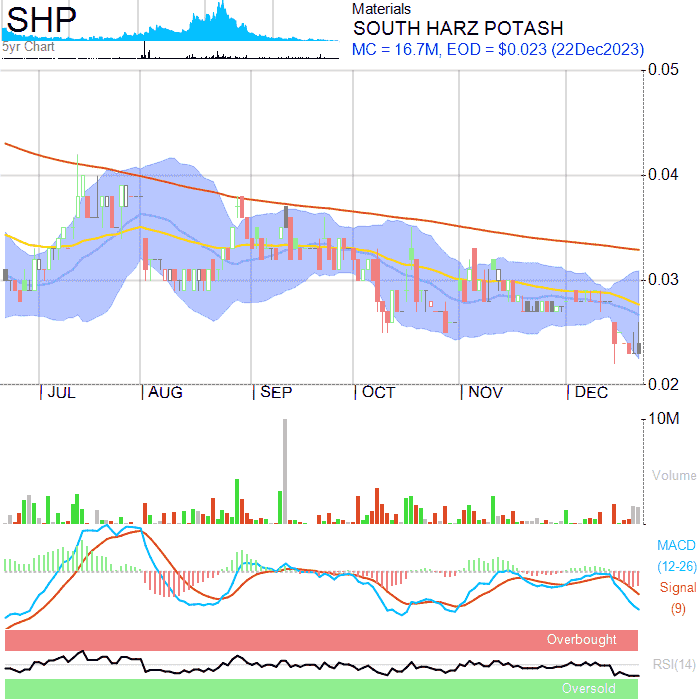 SHP
5yr Chart
Materials
SOUTH HARZ POTASH
MC = 16.7M, EOD = $0.023 (22Dec2023)
0.05
0.04
0.03
0.02
JUL AUG SEP OCT NOV DEC
10M
Volume
MACD
(12-26)
Signal
(9)
Overbought
RSI(14)
Oversold